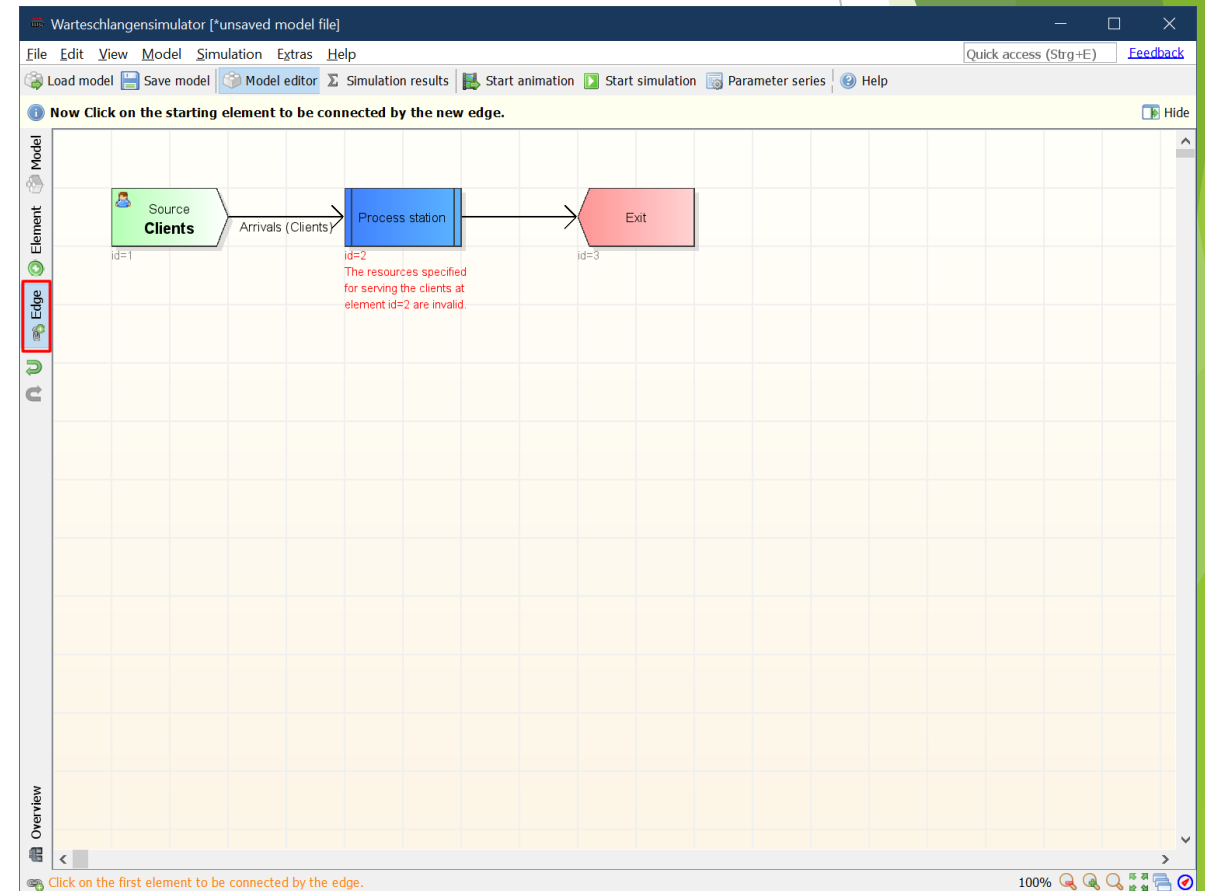 Warteschlangensimulator [*unsaved model file]
File Edit View Model Simulation Extras Help
Quick access (Strg+E) Feedback
Load model Save model Model editor Σ Simulation results Start animation Start simulation Parameter series Help
Now Click on the starting element to be connected by the new edge.
Hide
Model
Element
Edge
Overview
Source
Clients
id=1
Arrivals (Clients)
Process station
id=2
The resources specified
for serving the clients at
element id=2 are invalid.
Exit
id=3
Click on the first element to be connected by the edge.
100%